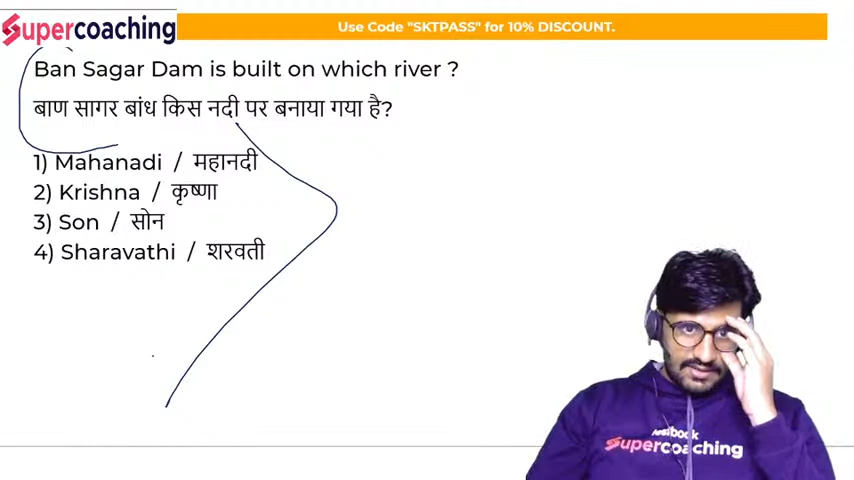 Supercoaching
Use Code "SKTPASS" for 10% DISCOUNT.
Ban Sagar Dam is built on which river ?
बाण सागर बांध किस नदी पर बनाया गया है?
1) Mahanadi / महानदी
2) Krishna / कृष्णा
3) Son / सोन
4) Sharavathi / शरवती
testbook
Supercoaching